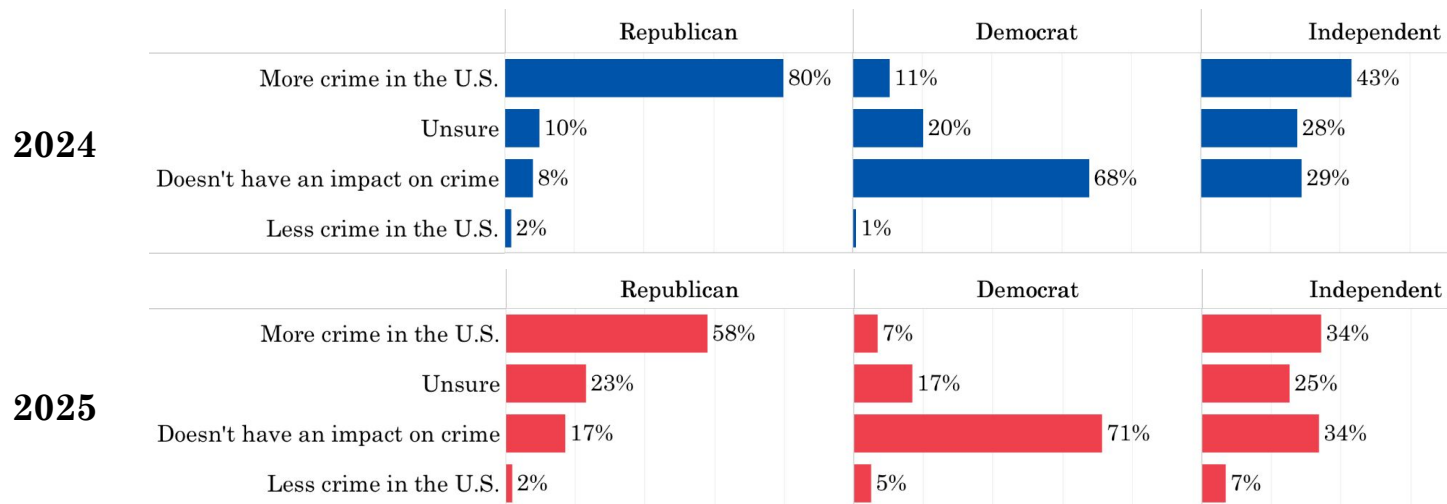 Republican Democrat Independent
More crime in the U.S. 80% 11% 43%
Unsure 10% 20% 28%
2024
Doesn't have an impact on crime 8% 68% 29%
Less crime in the U.S. 2% 1%
Republican Democrat Independent
More crime in the U.S. 58% 7% 34%
Unsure 23% 17% 25%
2025
Doesn't have an impact on crime 17% 71% 34%
Less crime in the U.S. 2% 5% 7%